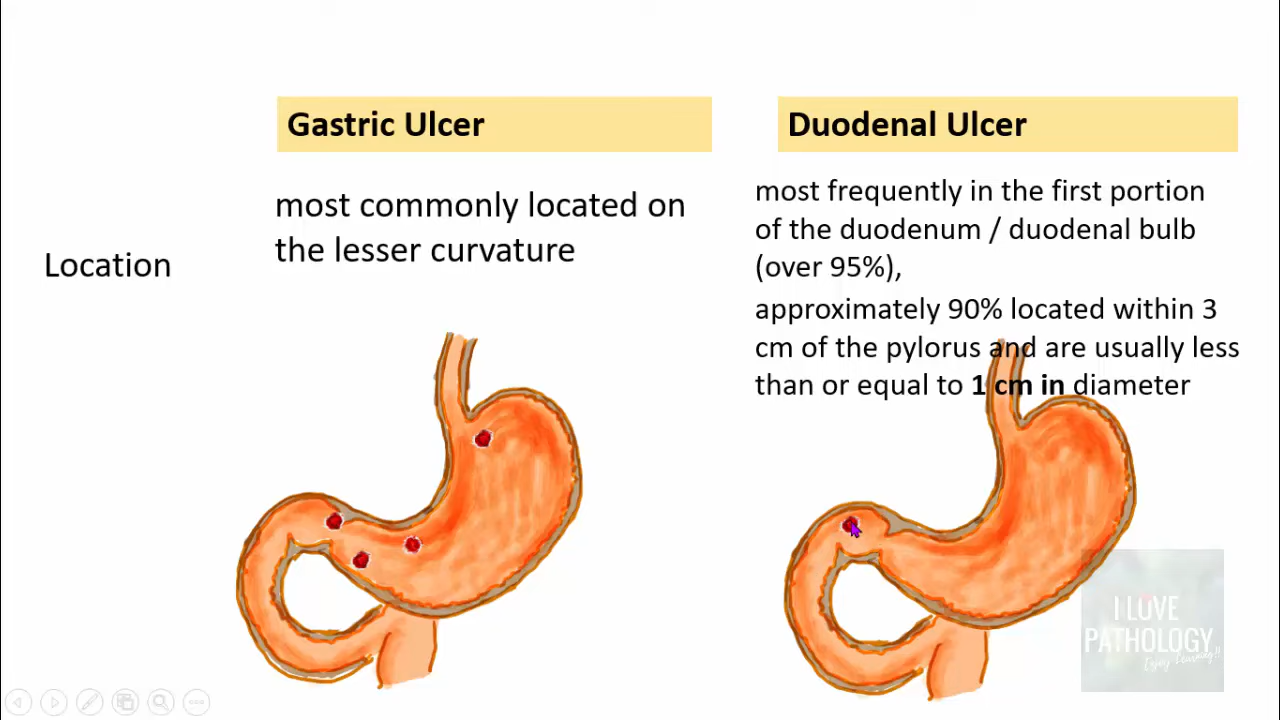 Gastric Ulcer
Duodenal Ulcer
Location
most commonly located on
the lesser curvature
most frequently in the first portion
of the duodenum / duodenal bulb
(over 95%),
approximately 90% located within 3
cm of the pylorus and are usually less
than or equal to 1 cm in diameter
I LOVE
PATHOLOGY
Enjoy Learning!!